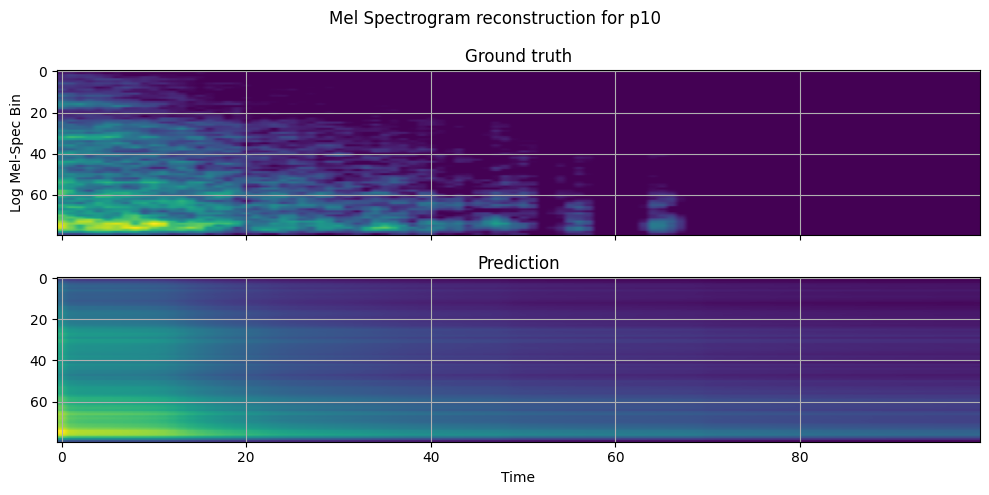 Mel Spectrogram reconstruction for p10
Ground truth
0
20
40
60
Log Mel-Spec Bin
Prediction
0
20
40
60
0 20 40 60 80
Time